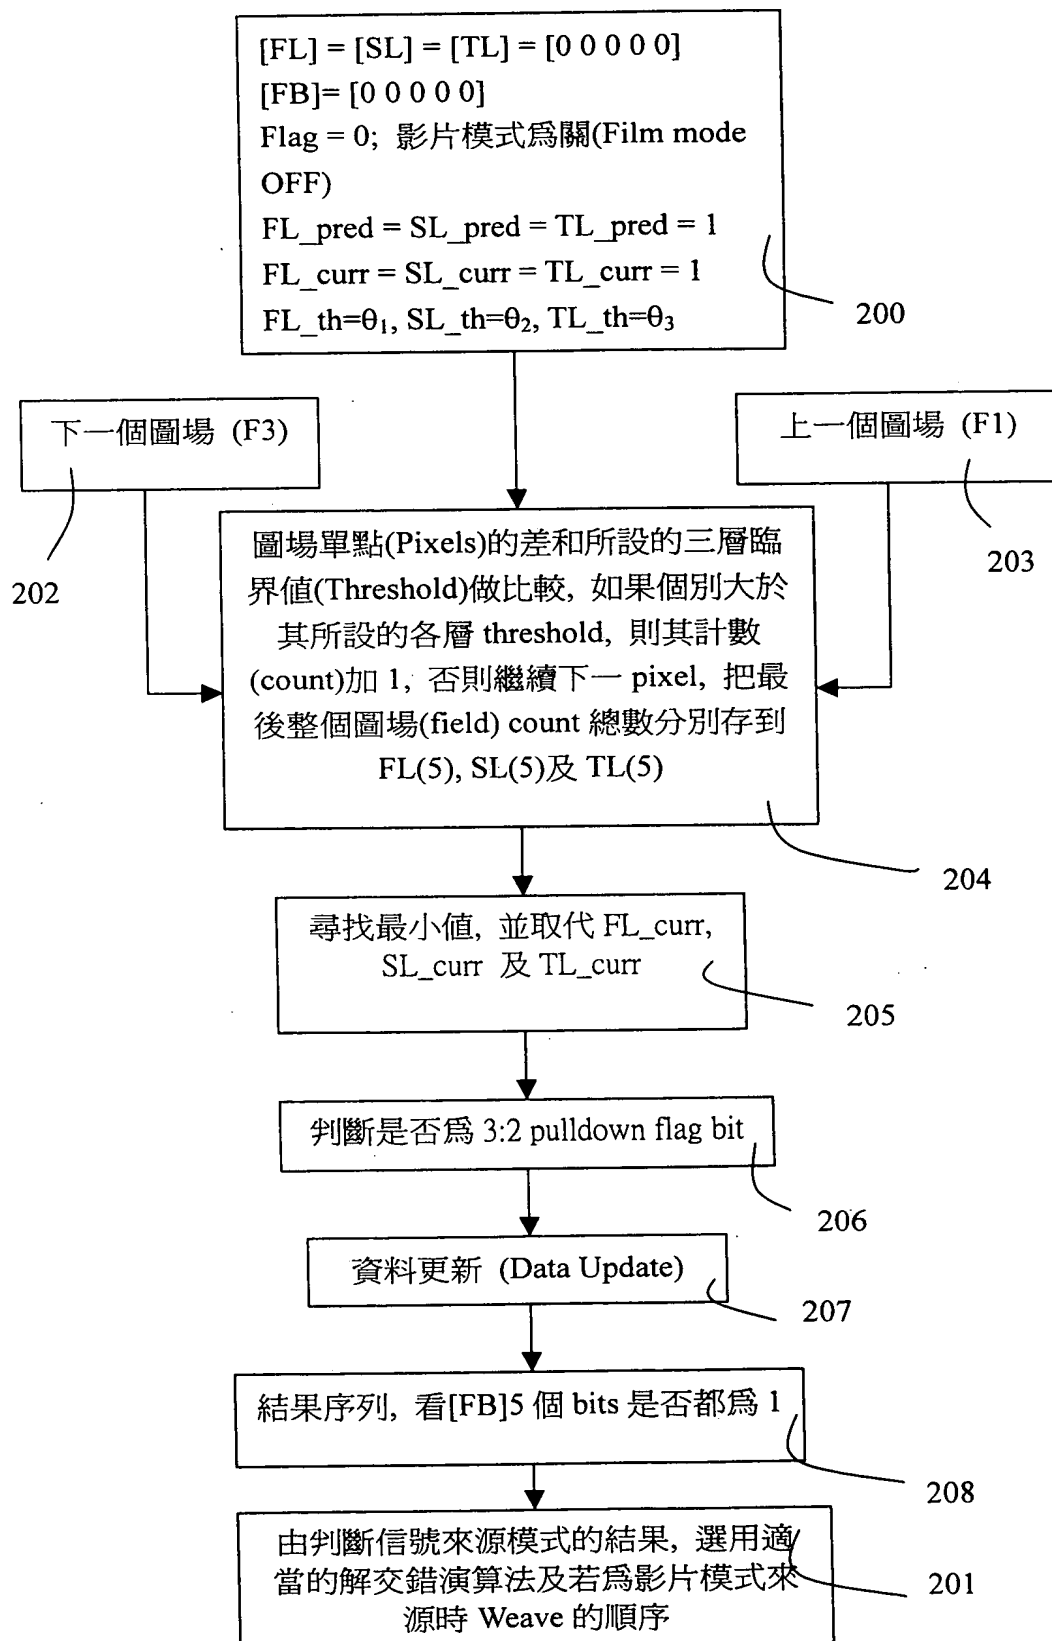 [FL] = [SL] = [TL] = [0 0 0 0 0]
[FB]= [0 0 0 0 0]
Flag = 0; 影片模式爲關(Film mode
OFF)
FL_pred = SL_pred = TL_pred = 1
FL_curr = SL_curr = TL_curr = 1
FL_th=θ₁, SL_th=θ₂, TL_th=θ₃
200
下一個圖場 (F3)
202
上一個圖場 (F1)
203
圖場單點(Pixels)的差和所設的三層臨
界值(Threshold)做比較, 如果個別大於
其所設的各層 threshold, 則其計數
(count)加 1, 否則繼續下一 pixel, 把最
後整個圖場(field) count 總數分別存到
FL(5), SL(5)及 TL(5)
204
尋找最小值, 並取代 FL_curr,
SL_curr 及 TL_curr
205
判斷是否爲 3:2 pulldown flag bit
206
資料更新 (Data Update)
207
結果序列, 看[FB]5 個 bits 是否都爲 1
208
由判斷信號來源模式的結果, 選用適
當的解交錯演算法及若爲影片模式來
源時 Weave 的順序
201